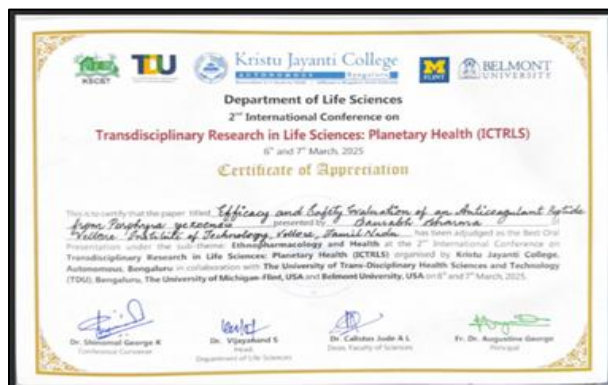 KSCST
TDU
Kristu Jayanti College
AUTONOMOUS Bengaluru
M
FLINT
BELMONT
UNIVERSITY
Department of Life Sciences
2nd International Conference on
Transdisciplinary Research in Life Sciences: Planetary Health (ICTRLS)
6th and 7th March, 2025
Certificate of Appreciation
This is to certify that the paper titled Efficacy and Safety Evaluation of an Anticoagulant Peptide
from Porphyra yezoensis presented by Saurabh Sharma of
Vellore Institute of Technology, Vellore, Tamil Nadu has been adjudged as the Best Oral
Presentation under the sub-theme: Ethnopharmacology and Health at the 2nd International Conference on
Transdisciplinary Research in Life Sciences: Planetary Health (ICTRLS) organised by Kristu Jayanti College,
Autonomous, Bengaluru in collaboration with The University of Trans-Disciplinary Health Sciences and Technology
(TDU), Bengaluru, The University of Michigan-Flint, USA and Belmont University, USA on 6th and 7th March, 2025.
Dr. Shinomol George K
Conference Convener
Dr. Vijayanand S
Head,
Department of Life Sciences
Dr. Calistus Jude A L
Dean, Faculty of Sciences
Fr. Dr. Augustine George
Principal